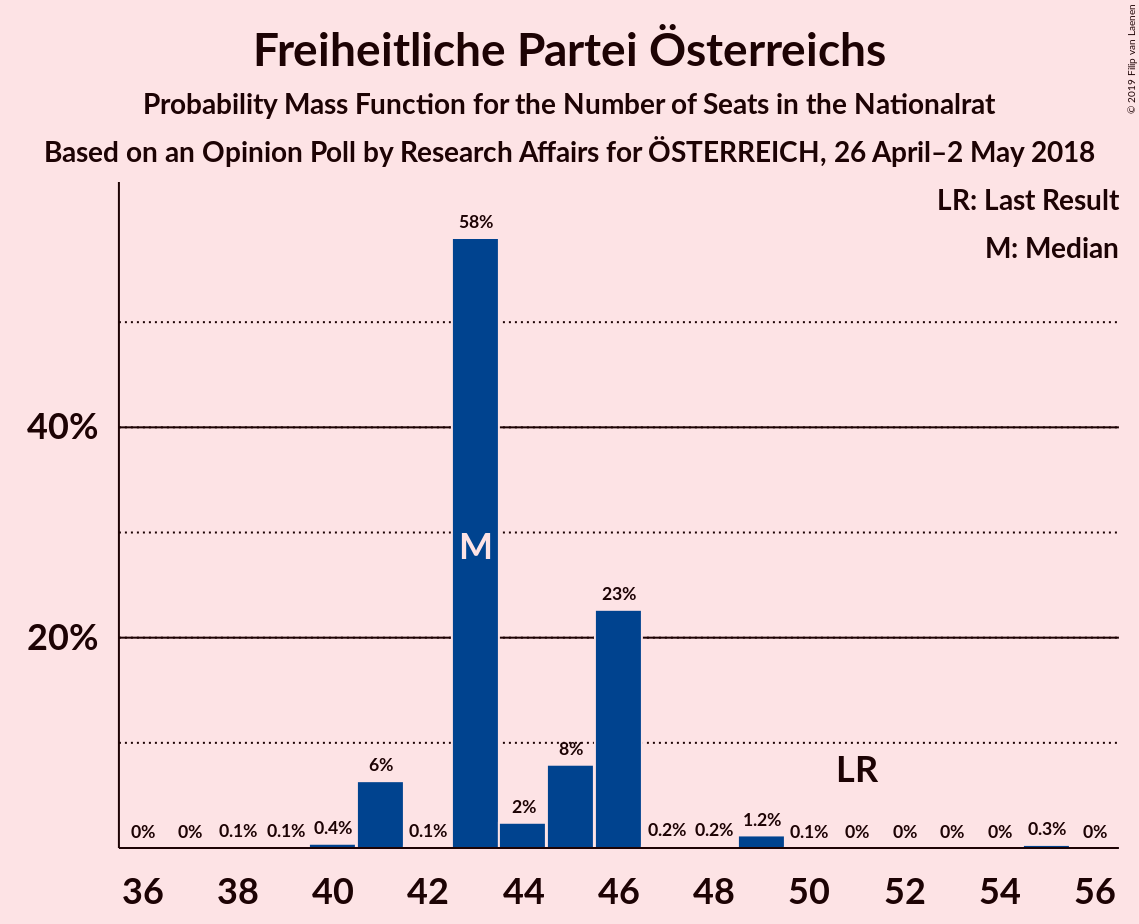 Freiheitliche Partei Österreichs
Probability Mass Function for the Number of Seats in the Nationalrat
Based on an Opinion Poll by Research Affairs for ÖSTERREICH, 26 April–2 May 2018
© 2019 Filip van Laenen
LR: Last Result
M: Median
58%
40%
M
23%
20%
8%
6%
LR
2%
0% 0% 0.1% 0.1% 0.4% 0.1% 0.2% 0.2% 1.2% 0.1% 0% 0% 0% 0% 0.3% 0%
36 38 40 42 44 46 48 50 52 54 56